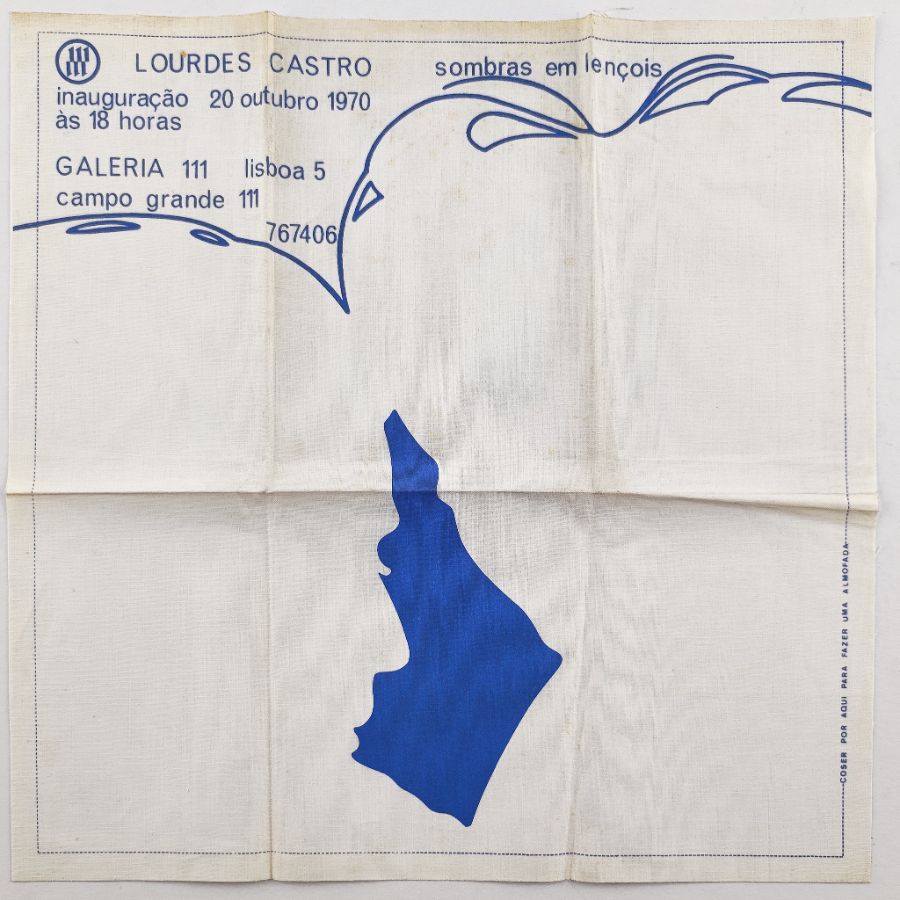 111
LOURDES CASTRO sombras em lençois
inauguração 20 outubro 1970
às 18 horas
GALERIA 111 lisboa 5
campo grande 111
767406
COSER POR AQUI PARA FAZER UMA ALMOFADA